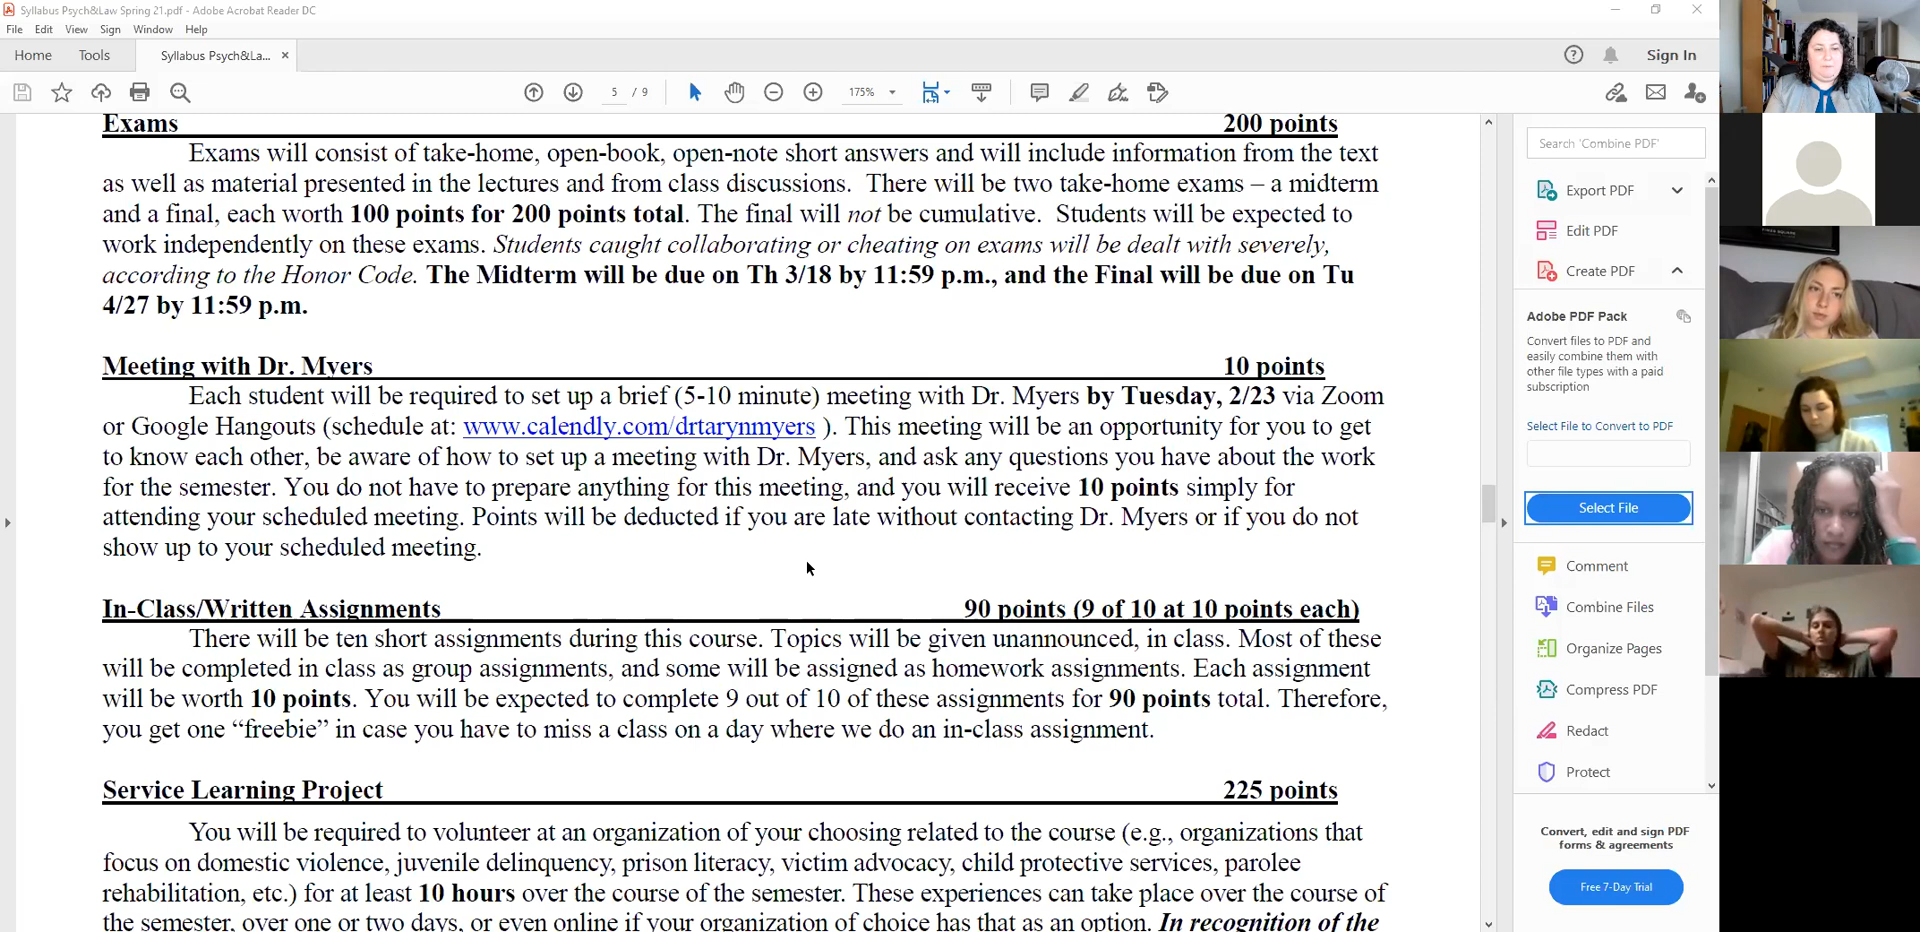 Syllabus Psych&Law Spring 21.pdf - Adobe Acrobat Reader DC
File Edit View Sign Window Help
Home Tools Syllabus Psych&La... × Sign In
5 / 9 175%
Exams 200 points
Exams will consist of take-home, open-book, open-note short answers and will include information from the text
as well as material presented in the lectures and from class discussions. There will be two take-home exams – a midterm
and a final, each worth 100 points for 200 points total. The final will not be cumulative. Students will be expected to
work independently on these exams. Students caught collaborating or cheating on exams will be dealt with severely,
according to the Honor Code. The Midterm will be due on Th 3/18 by 11:59 p.m., and the Final will be due on Tu
4/27 by 11:59 p.m.
Meeting with Dr. Myers 10 points
Each student will be required to set up a brief (5-10 minute) meeting with Dr. Myers by Tuesday, 2/23 via Zoom
or Google Hangouts (schedule at: www.calendly.com/drtarynmyers ). This meeting will be an opportunity for you to get
to know each other, be aware of how to set up a meeting with Dr. Myers, and ask any questions you have about the work
for the semester. You do not have to prepare anything for this meeting, and you will receive 10 points simply for
attending your scheduled meeting. Points will be deducted if you are late without contacting Dr. Myers or if you do not
show up to your scheduled meeting.
In-Class/Written Assignments 90 points (9 of 10 at 10 points each)
There will be ten short assignments during this course. Topics will be given unannounced, in class. Most of these
will be completed in class as group assignments, and some will be assigned as homework assignments. Each assignment
will be worth 10 points. You will be expected to complete 9 out of 10 of these assignments for 90 points total. Therefore,
you get one “freebie” in case you have to miss a class on a day where we do an in-class assignment.
Service Learning Project 225 points
You will be required to volunteer at an organization of your choosing related to the course (e.g., organizations that
focus on domestic violence, juvenile delinquency, prison literacy, victim advocacy, child protective services, parolee
rehabilitation, etc.) for at least 10 hours over the course of the semester. These experiences can take place over the course of
the semester, over one or two days, or even online if your organization of choice has that as an option. In recognition of the
Search 'Combine PDF'
Export PDF
Edit PDF
Create PDF
Adobe PDF Pack
Convert files to PDF and
easily combine them with
other file types with a paid
subscription
Select File to Convert to PDF
Select File
Comment
Combine Files
Organize Pages
Compress PDF
Redact
Protect
Convert, edit and sign PDF
forms & agreements
Free 7-Day Trial